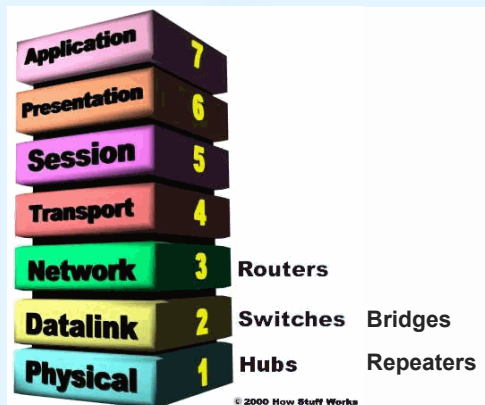 Application 7
Presentation 6
Session 5
Transport 4
Network 3 Routers
Datalink 2 Switches Bridges
Physical 1 Hubs Repeaters
© 2000 How Stuff Works